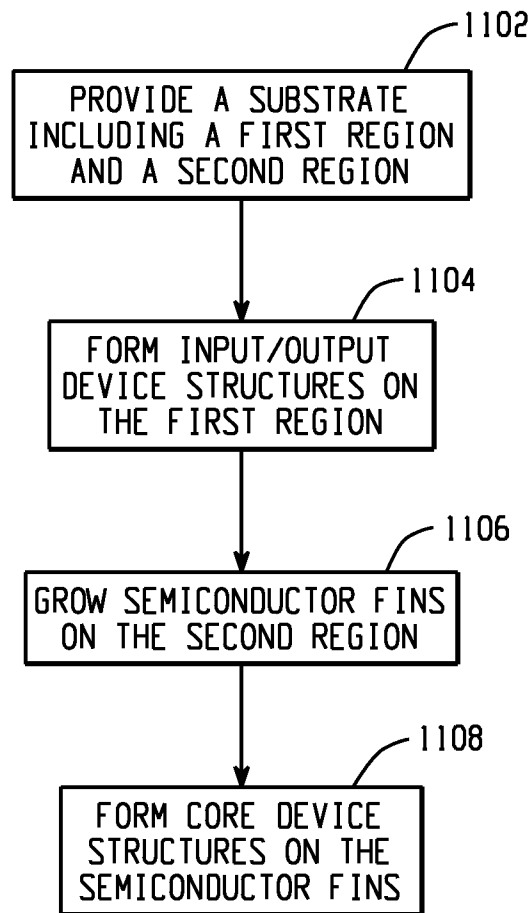 1102
PROVIDE A SUBSTRATE
INCLUDING A FIRST REGION
AND A SECOND REGION
1104
FORM INPUT/OUTPUT
DEVICE STRUCTURES ON
THE FIRST REGION
1106
GROW SEMICONDUCTOR FINS
ON THE SECOND REGION
1108
FORM CORE DEVICE
STRUCTURES ON THE
SEMICONDUCTOR FINS